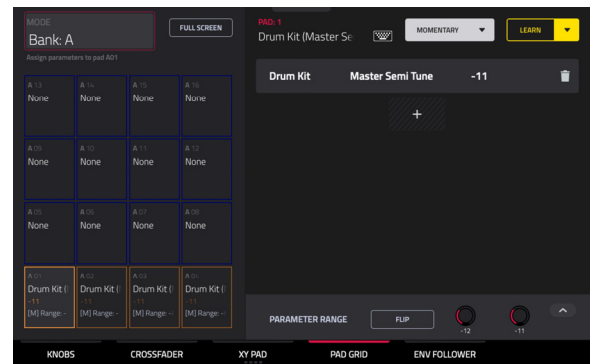 MODE
Bank: A
FULL SCREEN
Assign parameters to pad A01
A 13
None
A 14
None
A 15
None
A 16
None
A 09
None
A 10
None
A 11
None
A 12
None
A 05
None
A 06
None
A 07
None
A 08
None
A 01
Drum Kit (
-11
[M] Range: -
A 02
Drum Kit (
-11
[M] Range: -
A 03
Drum Kit (
-11
[M] Range: -
A 04
Drum Kit (
-11
[M] Range: -
PAD: 1
Drum Kit (Master Se
MOMENTARY
LEARN
Drum Kit Master Semi Tune -11
+
PARAMETER RANGE
FLIP
-12
-11
KNOBS CROSSFADER XY PAD PAD GRID ENV FOLLOWER